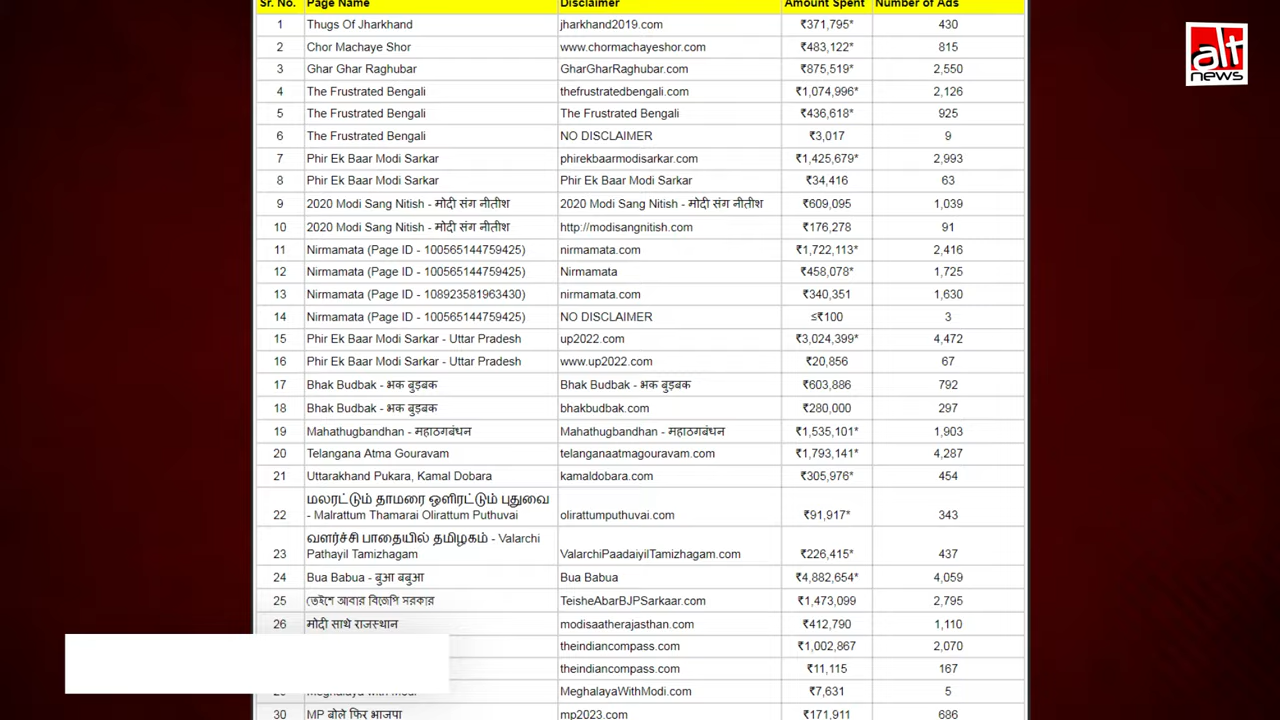 Sr. No. Page Name Disclaimer Amount Spent Number of Ads
1 Thugs Of Jharkhand jharkhand2019.com ₹371,795* 430
2 Chor Machaye Shor www.chormachayeshor.com ₹483,122* 815
3 Ghar Ghar Raghubar GharGharRaghubar.com ₹875,519* 2,550
4 The Frustrated Bengali thefrustratedbengali.com ₹1,074,996* 2,126
5 The Frustrated Bengali The Frustrated Bengali ₹436,618* 925
6 The Frustrated Bengali NO DISCLAIMER ₹3,017 9
7 Phir Ek Baar Modi Sarkar phirekbaarmodisarkar.com ₹1,425,679* 2,993
8 Phir Ek Baar Modi Sarkar Phir Ek Baar Modi Sarkar ₹34,416 63
9 2020 Modi Sang Nitish - मोदी संग नीतीश 2020 Modi Sang Nitish - मोदी संग नीतीश ₹609,095 1,039
10 2020 Modi Sang Nitish - मोदी संग नीतीश http://modisangnitish.com ₹176,278 91
11 Nirmamata (Page ID - 100565144759425) nirmamata.com ₹1,722,113* 2,416
12 Nirmamata (Page ID - 100565144759425) Nirmamata ₹458,078* 1,725
13 Nirmamata (Page ID - 108923581963430) nirmamata.com ₹340,351 1,630
14 Nirmamata (Page ID - 100565144759425) NO DISCLAIMER ≤₹100 3
15 Phir Ek Baar Modi Sarkar - Uttar Pradesh up2022.com ₹3,024,399* 4,472
16 Phir Ek Baar Modi Sarkar - Uttar Pradesh www.up2022.com ₹20,856 67
17 Bhak Budbak - भक बुड़बक Bhak Budbak - भक बुड़बक ₹603,886 792
18 Bhak Budbak - भक बुड़बक bhakbudbak.com ₹280,000 297
19 Mahathugbandhan - महाठगबंधन Mahathugbandhan - महाठगबंधन ₹1,535,101* 1,903
20 Telangana Atma Gouravam telanganaatmagouravam.com ₹1,793,141* 4,287
21 Uttarakhand Pukara, Kamal Dobara kamaldobara.com ₹305,976* 454
மலரட்டும் தாமரை ஒளிரட்டும் புதுவை
22 - Malrattum Thamarai Olirattum Puthuvai olirattumputhuvai.com ₹91,917* 343
வளர்ச்சி பாதையில் தமிழகம் - Valarchi
23 Pathayil Tamizhagam ValarchiPaadaiyilTamizhagam.com ₹226,415* 437
24 Bua Babua - बुआ बबुआ Bua Babua ₹4,882,654* 4,059
25 তেইশে আবার বিজেপি সরকার TeisheAbarBJPSarkaar.com ₹1,473,099 2,795
26 मोदी साथे राजस्थान modisaatherajasthan.com ₹412,790 1,110
theindiancompass.com ₹1,002,867 2,070
theindiancompass.com ₹11,115 167
Meghalaya with Modi MeghalayaWithModi.com ₹7,631 5
30 MP बोले फिर भाजपा mp2023.com ₹171,911 686
alt
news